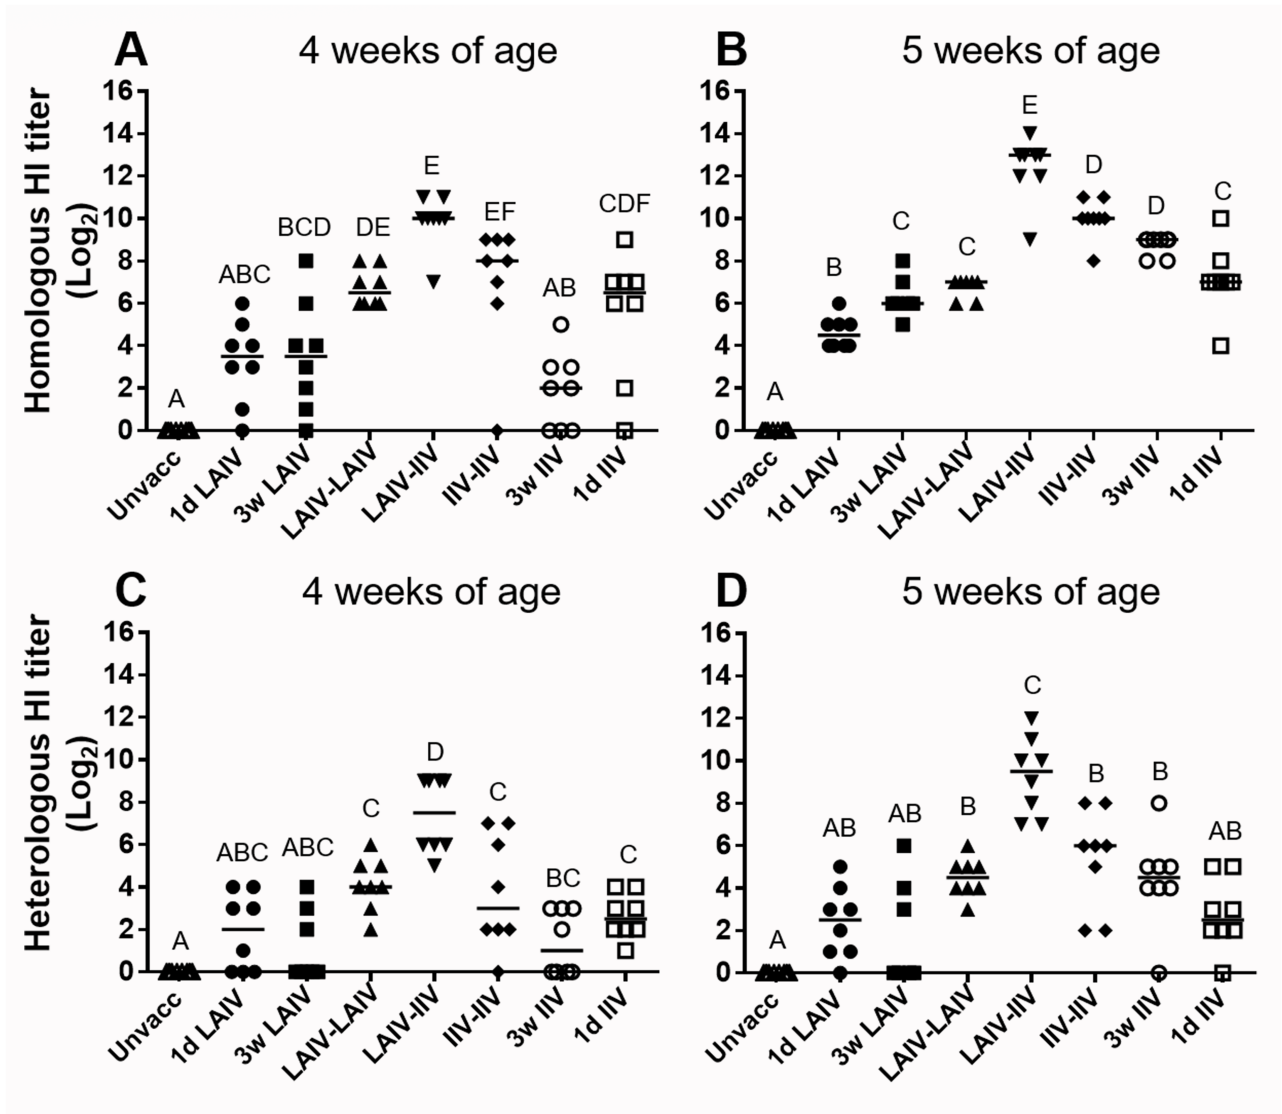 A 4 weeks of age
Homologous HI titer
(Log2)
16
14
12
10
8
6
4
2
0
A
ABC
BCD
DE
E
EF
AB
CDF
Unvacc
1d LAIV
3w LAIV
LAIV-LAIV
LAIV-IIV
IIV-IIV
3w IIV
1d IIV
B 5 weeks of age
16
14
12
10
8
6
4
2
0
A
B
C
C
E
D
D
C
Unvacc
1d LAIV
3w LAIV
LAIV-LAIV
LAIV-IIV
IIV-IIV
3w IIV
1d IIV
C 4 weeks of age
Heterologous HI titer
(Log2)
16
14
12
10
8
6
4
2
0
A
ABC
ABC
C
D
C
BC
C
Unvacc
1d LAIV
3w LAIV
LAIV-LAIV
LAIV-IIV
IIV-IIV
3w IIV
1d IIV
D 5 weeks of age
16
14
12
10
8
6
4
2
0
A
AB
AB
B
C
B
B
AB
Unvacc
1d LAIV
3w LAIV
LAIV-LAIV
LAIV-IIV
IIV-IIV
3w IIV
1d IIV